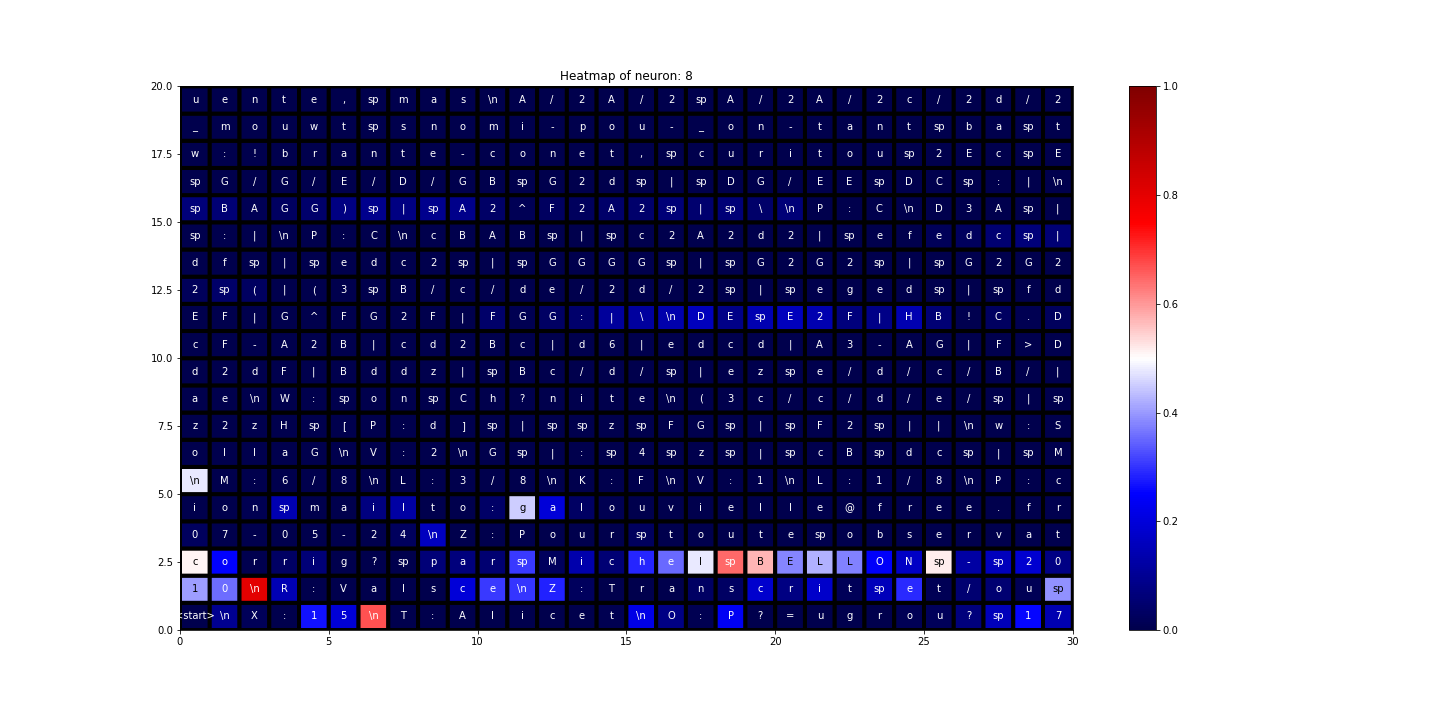 Heatmap of neuron: 8
20.0 u e n t e , sp m a s \n A / 2 A / 2 sp A / 2 A / 2 c / 2 d / 2 1.0
_ m o u w t sp s n o m i - p o u - _ o n - t a n t sp b a sp t
17.5 w : ! b r a n t e - c o n e t , sp c u r i t o u sp 2 E c sp E
sp G / G / E / D / G B sp G 2 d sp | sp D G / E E sp D C sp : | \n
15.0 sp B A G G ) sp | sp A 2 ^ F 2 A 2 sp | sp \ \n P : C \n D 3 A sp | 0.8
sp : | \n P : C \n c B A B sp | sp c 2 A 2 d 2 | sp e f e d c sp |
d f sp | sp e d c 2 sp | sp G G G G sp | sp G 2 G 2 sp | sp G 2 G 2
12.5 2 sp ( | ( 3 sp B / c / d e / 2 d / 2 sp | sp e g e d sp | sp f d 0.6
E F | G ^ F G 2 F | F G G : | \ \n D E sp E 2 F | H B ! C . D
10.0 c F - A 2 B | c d 2 B c | d 6 | e d c d | A 3 - A G | F > D
d 2 d F | B d d z | sp B c / d / sp | e z sp e / d / c / B / |
a e \n W : sp o n sp C h ? n i t e \n ( 3 c / c / d / e / sp | sp 0.4
7.5 z 2 z H sp [ P : d ] sp | sp sp z sp F G sp | sp F 2 sp | | \n w : S
o l l a G \n V : 2 \n G sp | : sp 4 sp z sp | sp c B sp d c sp | sp M
\n M : 6 / 8 \n L : 3 / 8 \n K : F \n V : 1 \n L : 1 / 8 \n P : c
5.0 i o n sp m a i l t o : g a l o u v i e l l e @ f r e e . f r 0.2
0 7 - 0 5 - 2 4 \n Z : P o u r sp t o u t e sp o b s e r v a t
2.5 c o r r i g ? sp p a r sp M i c h e l sp B E L L O N sp - sp 2 0
1 0 \n R : V a l s c e \n Z : T r a n s c r i t sp e t / o u sp
0.0 <start> \n X : 1 5 \n T : A l i c e t \n O : P ? = u g r o u ? sp 1 7 0.0
0 5 10 15 20 25 30